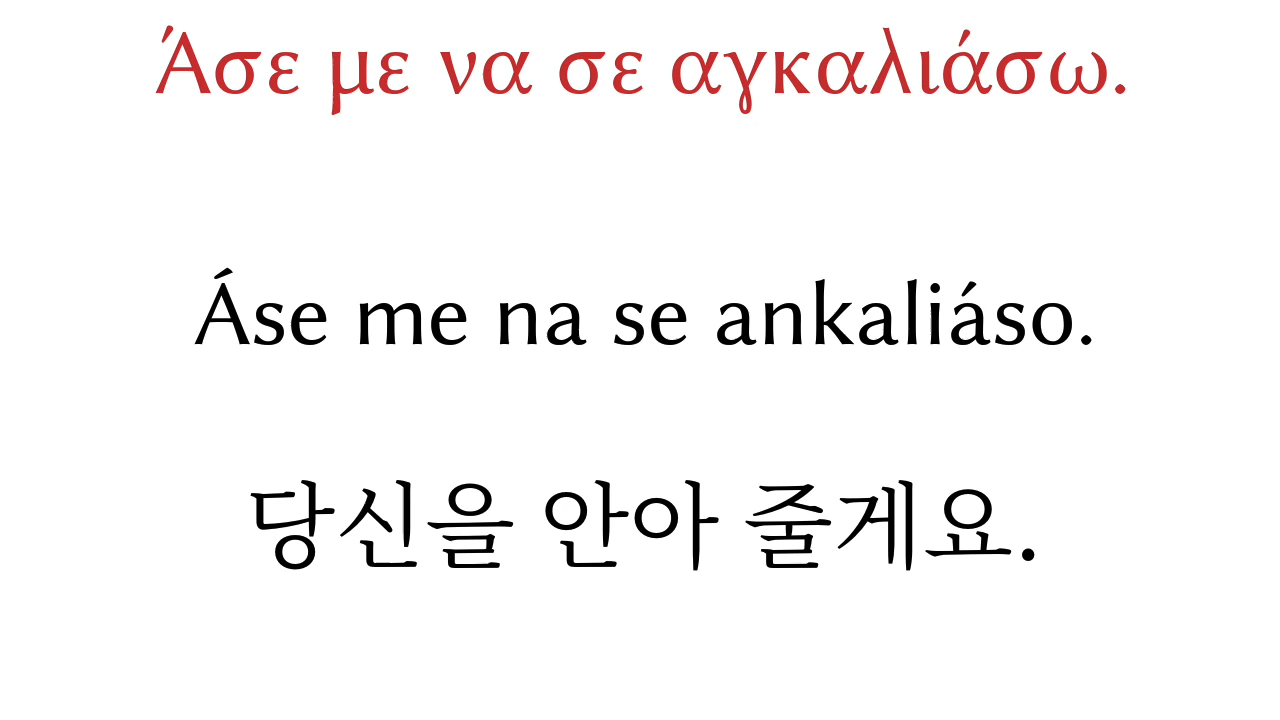 Άσε με να σε αγκαλιάσω.
Áse me na se ankaliáso.
당신을 안아 줄게요.